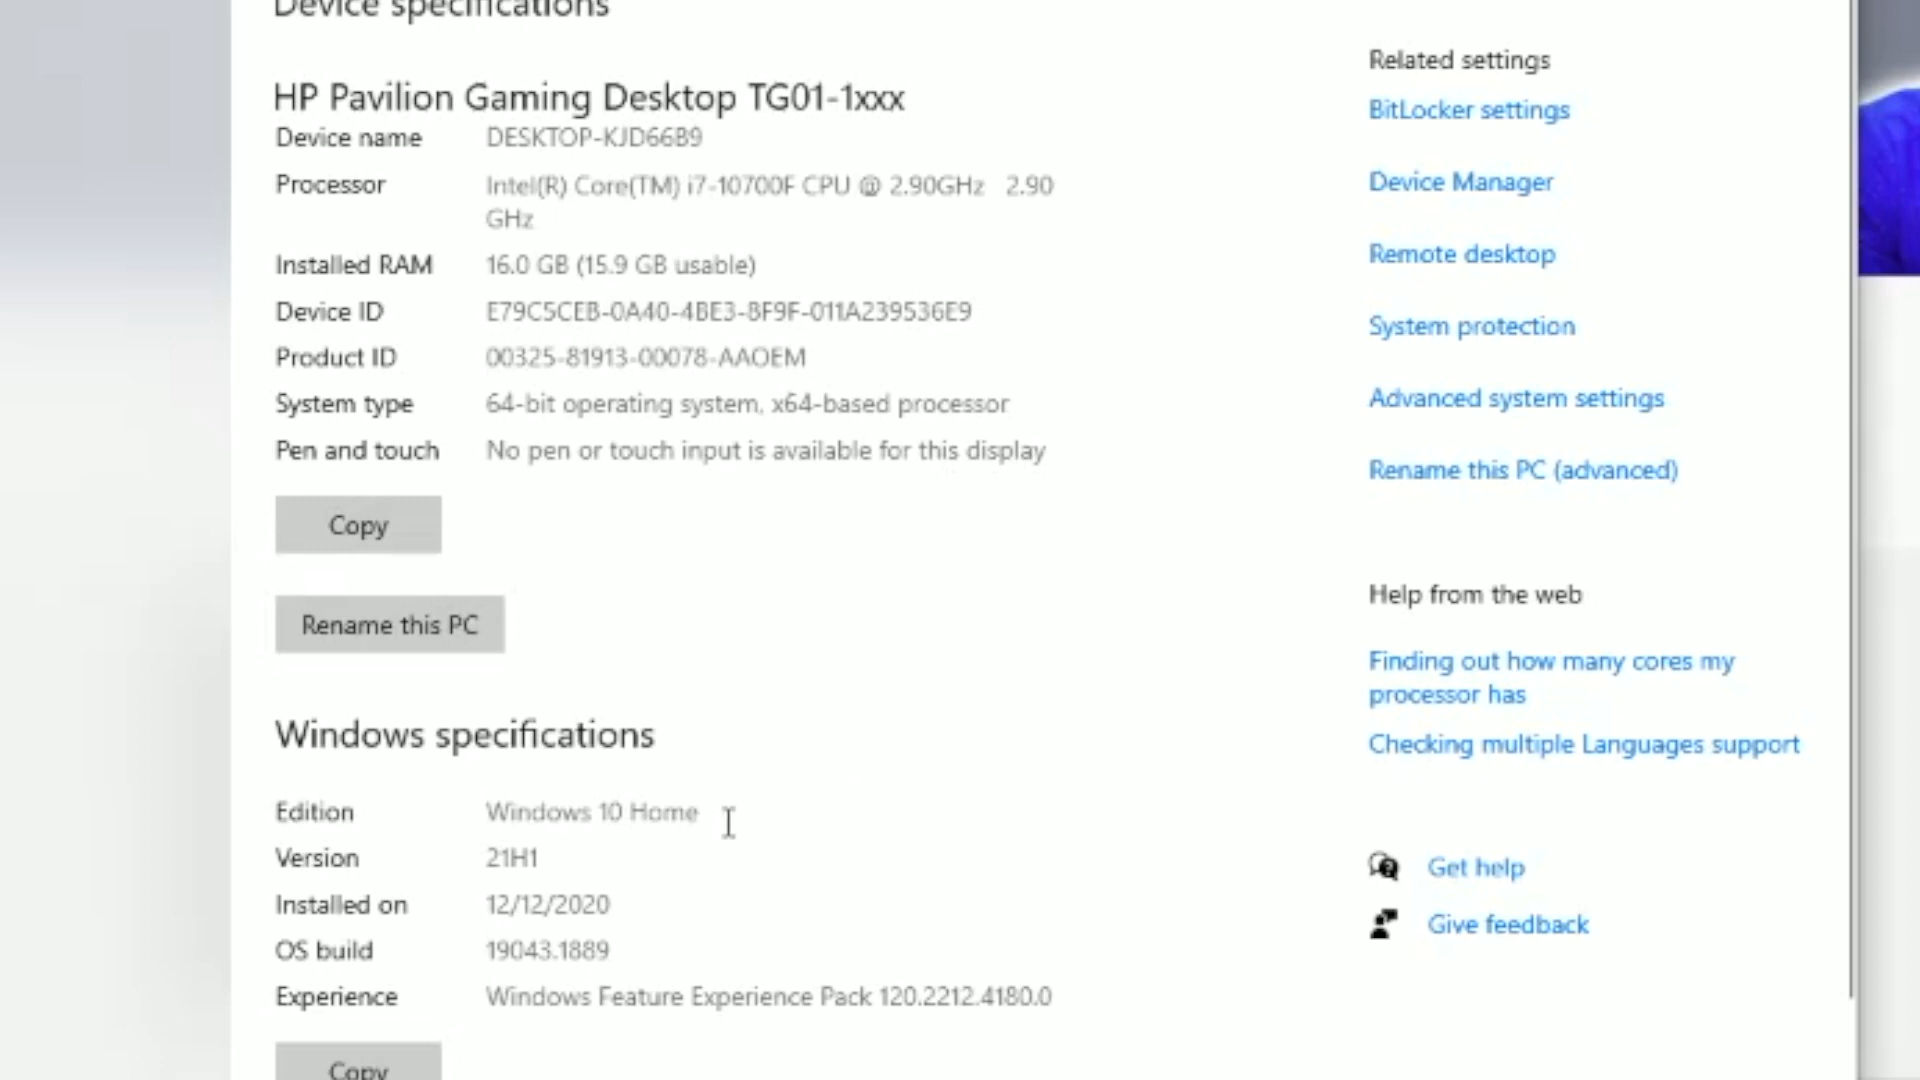 Device specifications
HP Pavilion Gaming Desktop TG01-1xxx
Device name DESKTOP-KJD66B9
Processor Intel(R) Core(TM) i7-10700F CPU @ 2.90GHz 2.90
GHz
Installed RAM 16.0 GB (15.9 GB usable)
Device ID E79C5CEB-0A40-4BE3-8F9F-011A239536E9
Product ID 00325-81913-00078-AAOEM
System type 64-bit operating system, x64-based processor
Pen and touch No pen or touch input is available for this display
Copy
Rename this PC
Windows specifications
Edition Windows 10 Home
Version 21H1
Installed on 12/12/2020
OS build 19043.1889
Experience Windows Feature Experience Pack 120.2212.4180.0
Copy
Related settings
BitLocker settings
Device Manager
Remote desktop
System protection
Advanced system settings
Rename this PC (advanced)
Help from the web
Finding out how many cores my
processor has
Checking multiple Languages support
Get help
Give feedback